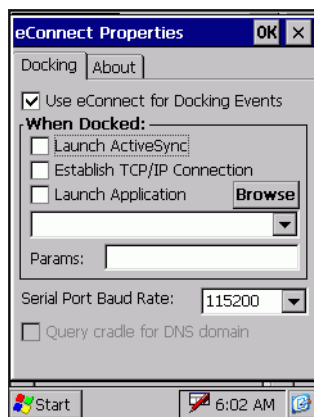 eConnect Properties OK ×
Docking About
Use eConnect for Docking Events
When Docked:
Launch ActiveSync
Establish TCP/IP Connection
Launch Application Browse
Params:
Serial Port Baud Rate: 115200
Query cradle for DNS domain
Start 6:02 AM